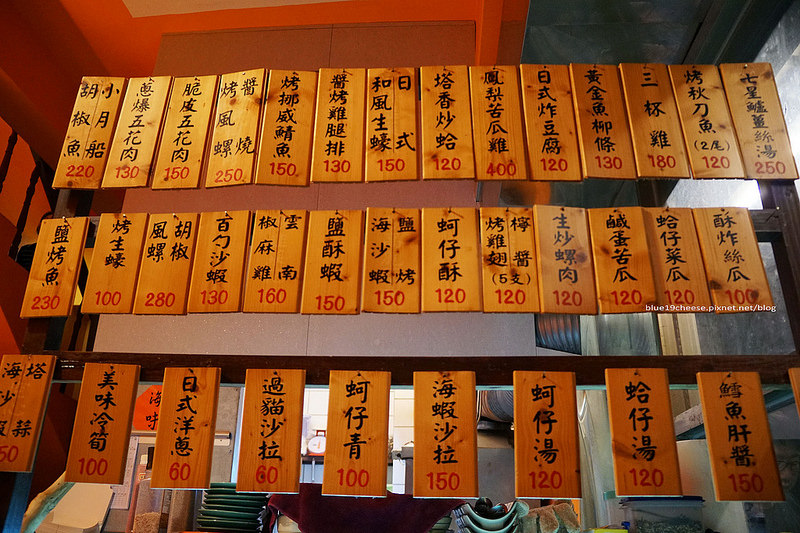 小月船
胡椒魚
220
蔥爆五花肉
130
脆皮五花肉
150
醬燒
烤風螺
250
烤挪威鯖魚
150
醬烤雞腿排
130
日式
和風生蠔
150
塔香炒蛤
120
鳳梨苦瓜雞
400
日式炸豆腐
120
黃金魚柳條
130
三杯雞
180
烤秋刀魚
(2尾)
120
七星鱸薑絲湯
250
鹽烤魚
230
烤生蠔
100
胡椒
風螺
280
百勺沙蝦
130
雲南
椒麻雞
160
鹽酥蝦
150
鹽烤
海沙蝦
150
蚵仔酥
120
檸醬
烤雞翅
(5支)
120
生炒螺肉
120
鹹蛋苦瓜
120
蛤仔菜瓜
120
酥炸絲瓜
100
blue19cheese.pixnet.net/blog
塔蒜
海沙蝦
50
美味冷筍
100
海味
日式洋蔥
60
過貓沙拉
60
蚵仔青
100
海蝦沙拉
150
蚵仔湯
120
蛤仔湯
120
鱈魚肝醬
150